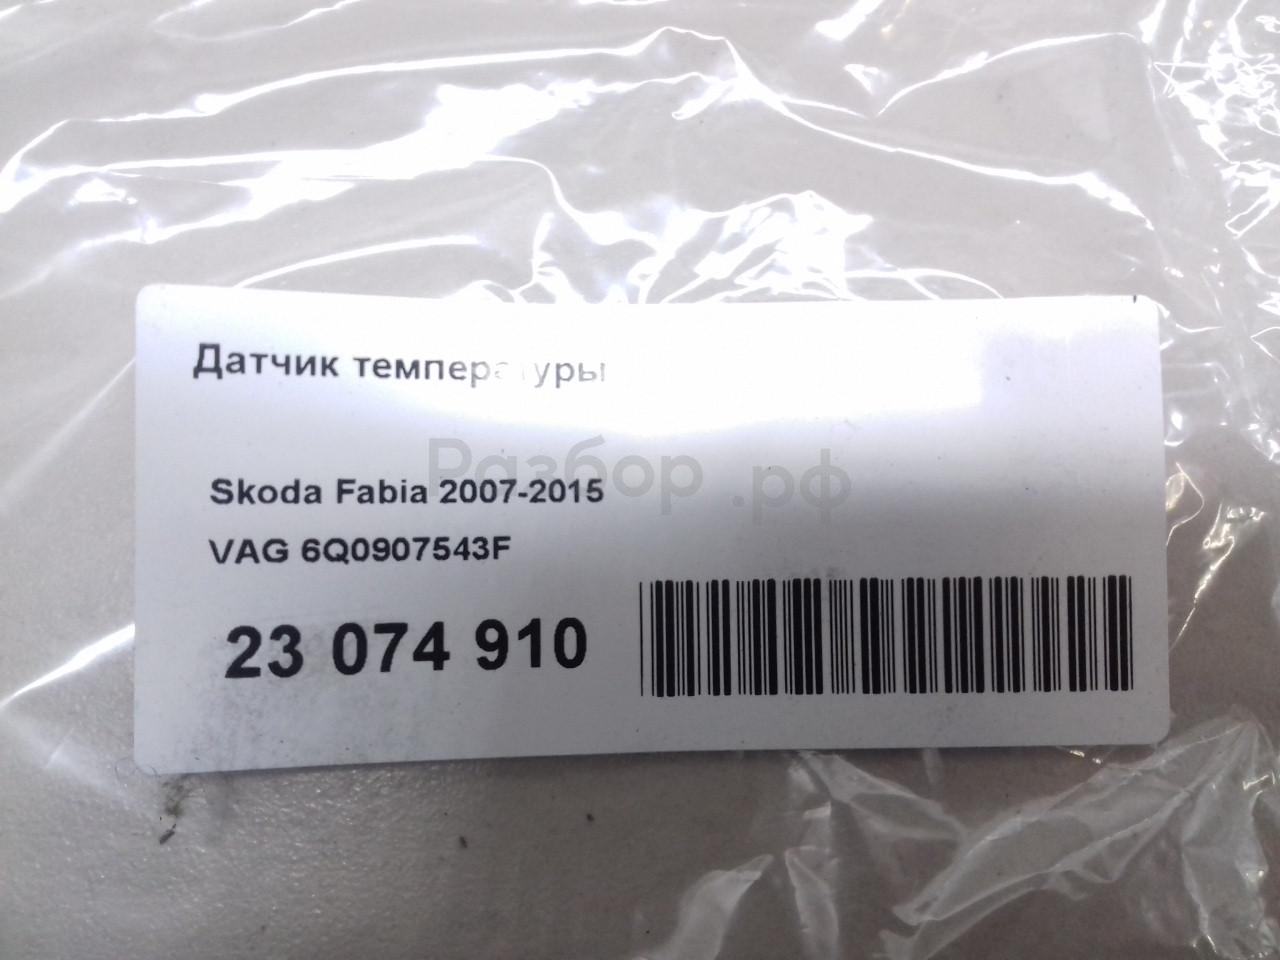 Датчик температуры
Разбор.рф
Skoda Fabia 2007-2015
VAG 6Q0907543F
23 074 910